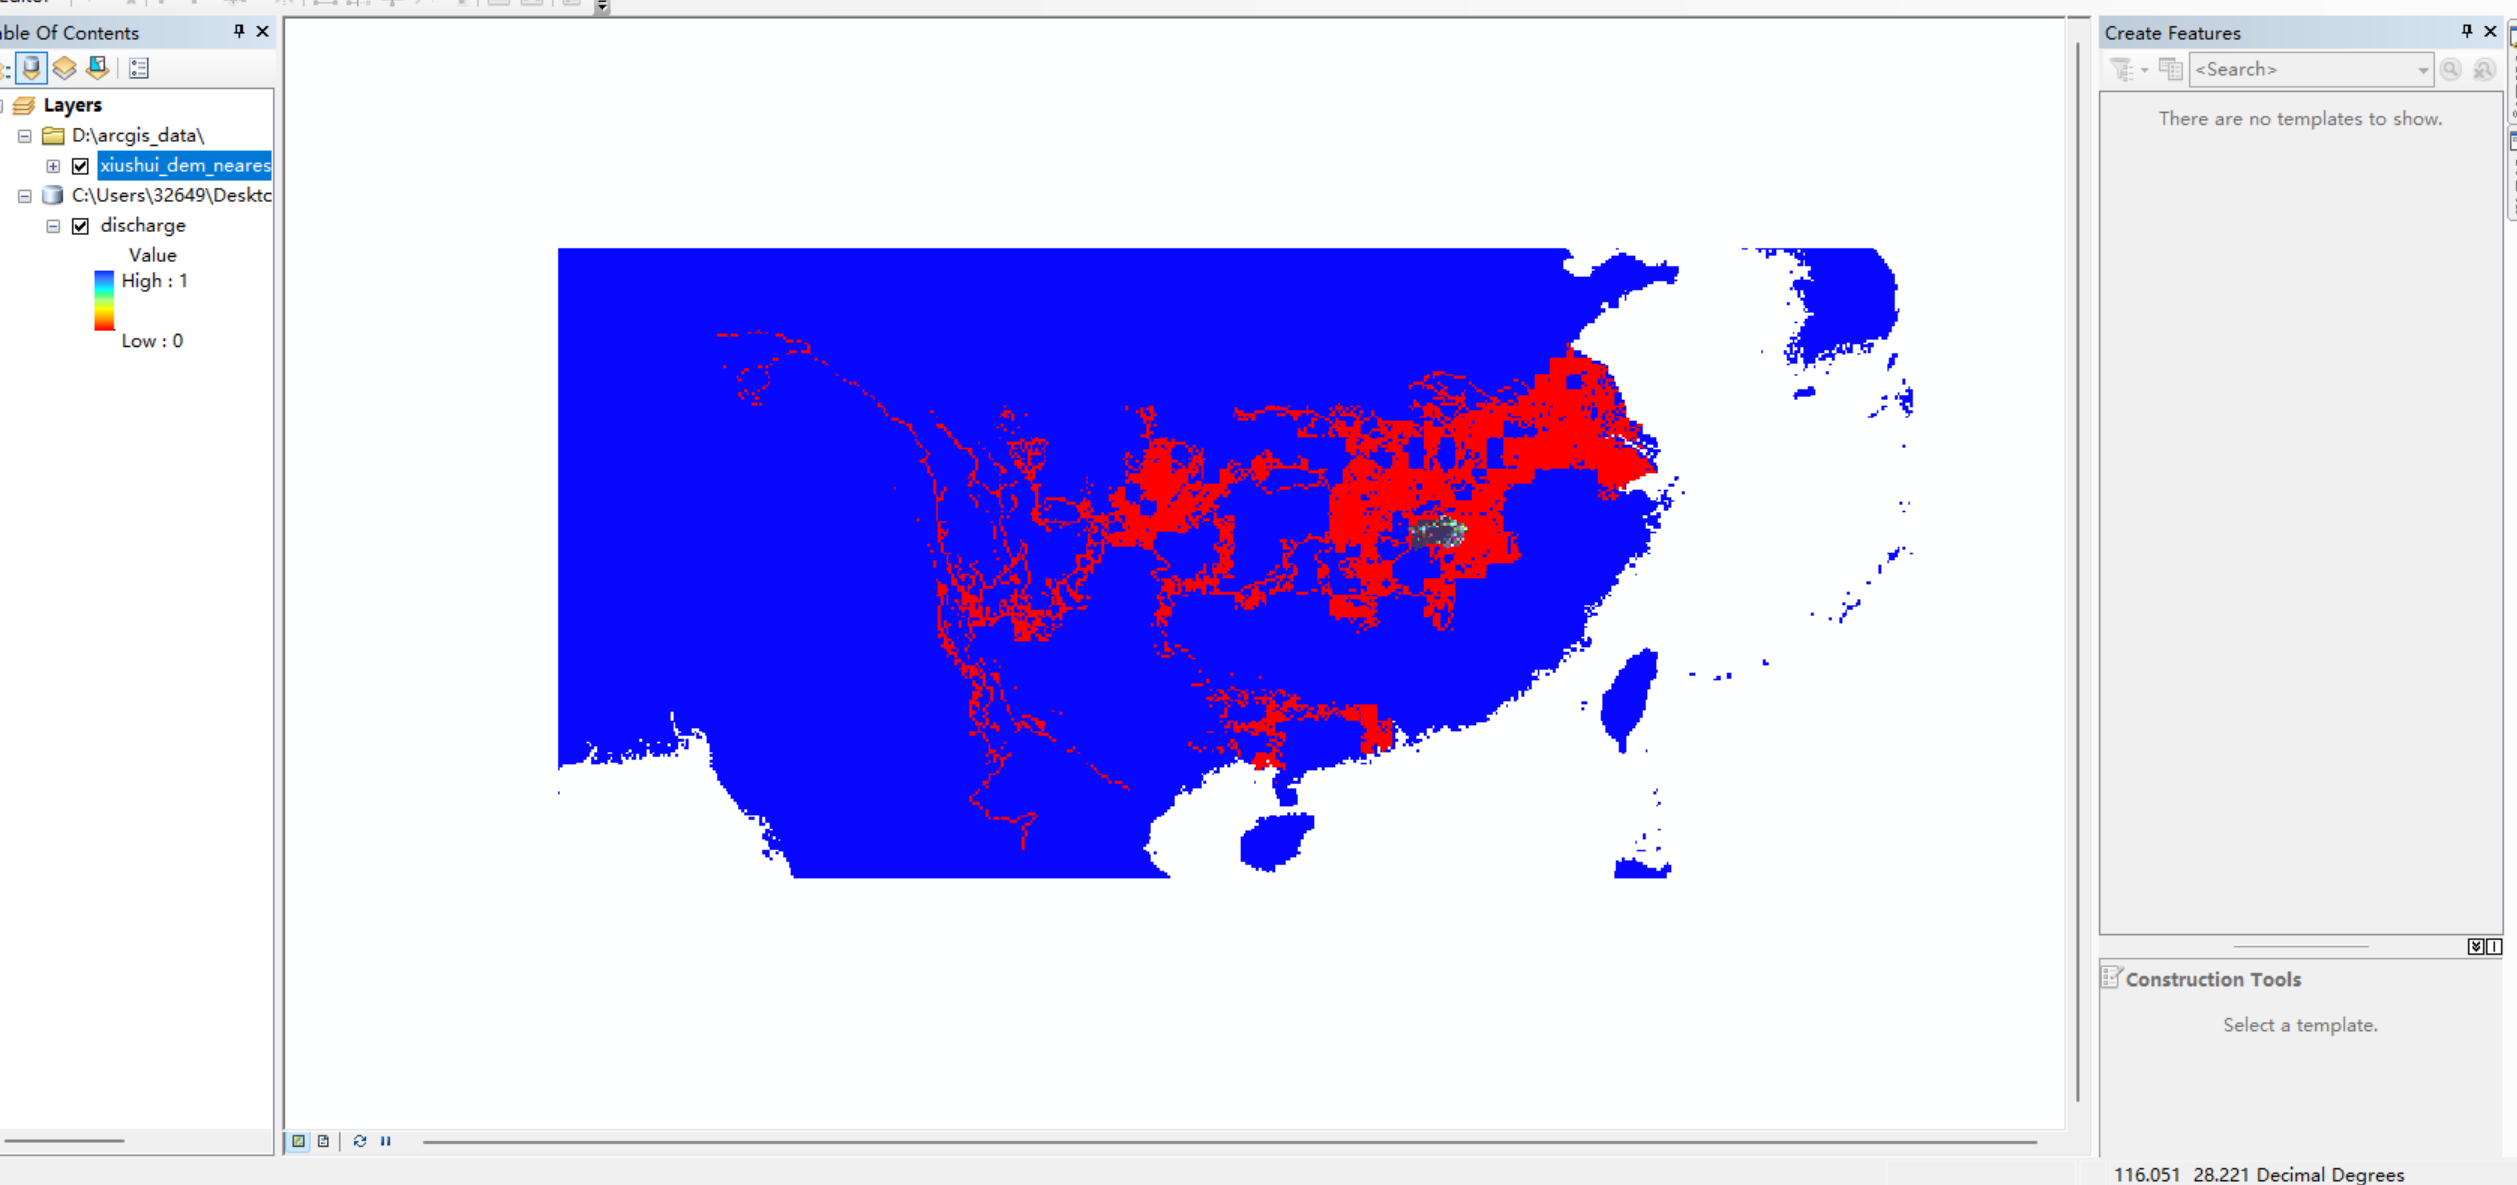 ble Of Contents
Layers
D:\arcgis_data\
xiushui_dem_neares
C:\Users\32649\Deskto
discharge
Value
High : 1
Low : 0
Create Features
<Search>
There are no templates to show.
Construction Tools
Select a template.
116.051 28.221 Decimal Degrees